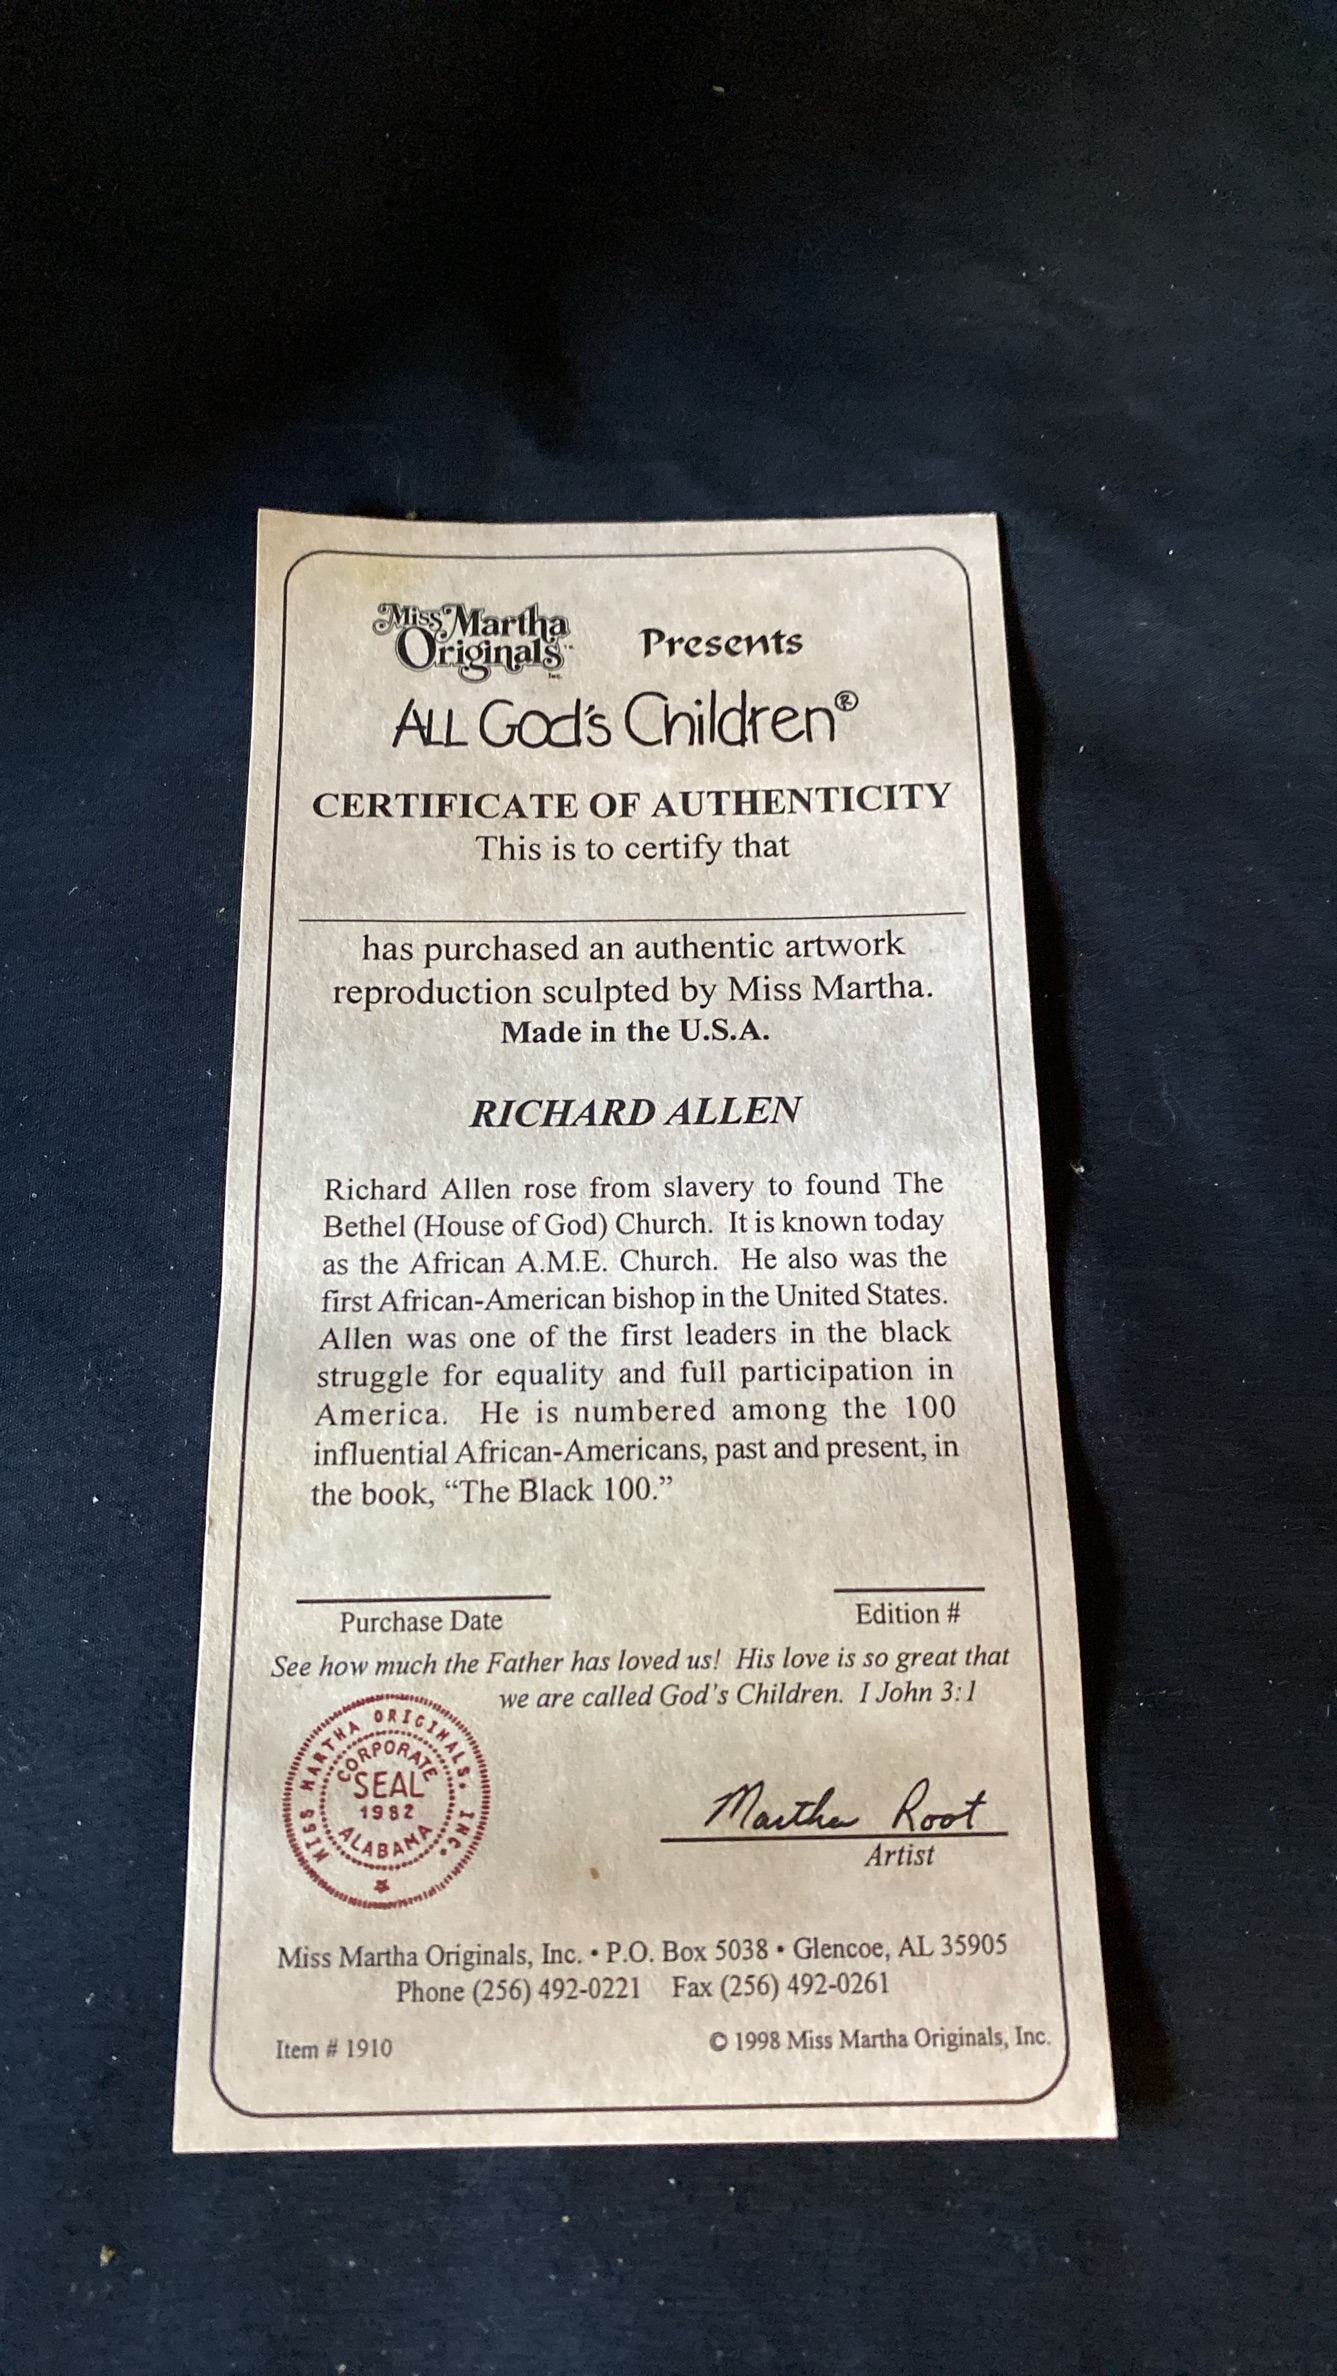 Miss Martha
Originals™
Inc.
Presents
ALL God's Children®
CERTIFICATE OF AUTHENTICITY
This is to certify that
has purchased an authentic artwork
reproduction sculpted by Miss Martha.
Made in the U.S.A.
RICHARD ALLEN
Richard Allen rose from slavery to found The
Bethel (House of God) Church. It is known today
as the African A.M.E. Church. He also was the
first African-American bishop in the United States.
Allen was one of the first leaders in the black
struggle for equality and full participation in
America. He is numbered among the 100
influential African-Americans, past and present, in
the book, “The Black 100.”
Purchase Date
Edition #
See how much the Father has loved us! His love is so great that
we are called God's Children. I John 3:1
MISS MARTHA ORIGINALS, INC.
CORPORATE
SEAL
1982
ALABAMA
Martha Root
Artist
Miss Martha Originals, Inc. • P.O. Box 5038 • Glencoe, AL 35905
Phone (256) 492-0221 Fax (256) 492-0261
Item # 1910
© 1998 Miss Martha Originals, Inc.